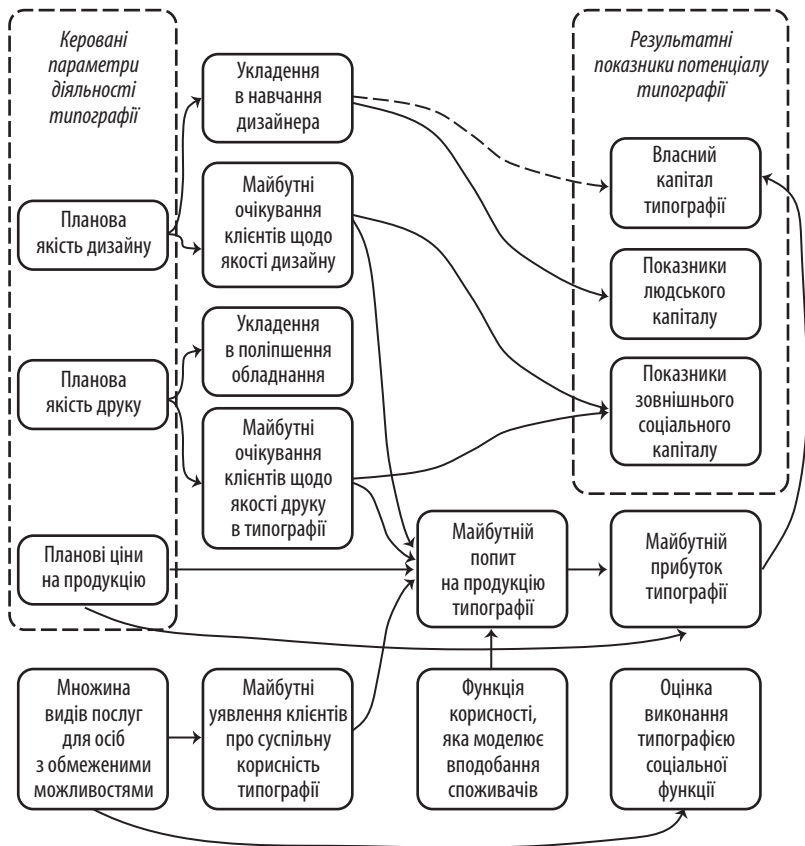 Керовані
параметри
діяльності
типографії
Результатні
показники потенціалу
типографії
Укладення
в навчання
дизайнера
Власний
капітал
типографії
Планова
якість дизайну
Майбутні
очікування
клієнтів щодо
якості дизайну
Показники
людського
капіталу
Укладення
в поліпшення
обладнання
Планова
якість друку
Показники
зовнішнього
соціального
капіталу
Майбутні
очікування
клієнтів щодо
якості друку
в типографії
Планові ціни
на продукцію
Майбутній
попит
на продукцію
типографії
Майбутній
прибуток
типографії
Множина
видів послуг
для осіб
з обмеженими
можливостями
Майбутні
уявлення клієнтів
про суспільну
корисність
типографії
Функція
корисності,
яка моделює
вподобання
споживачів
Оцінка
виконання
типографією
соціальної
функції